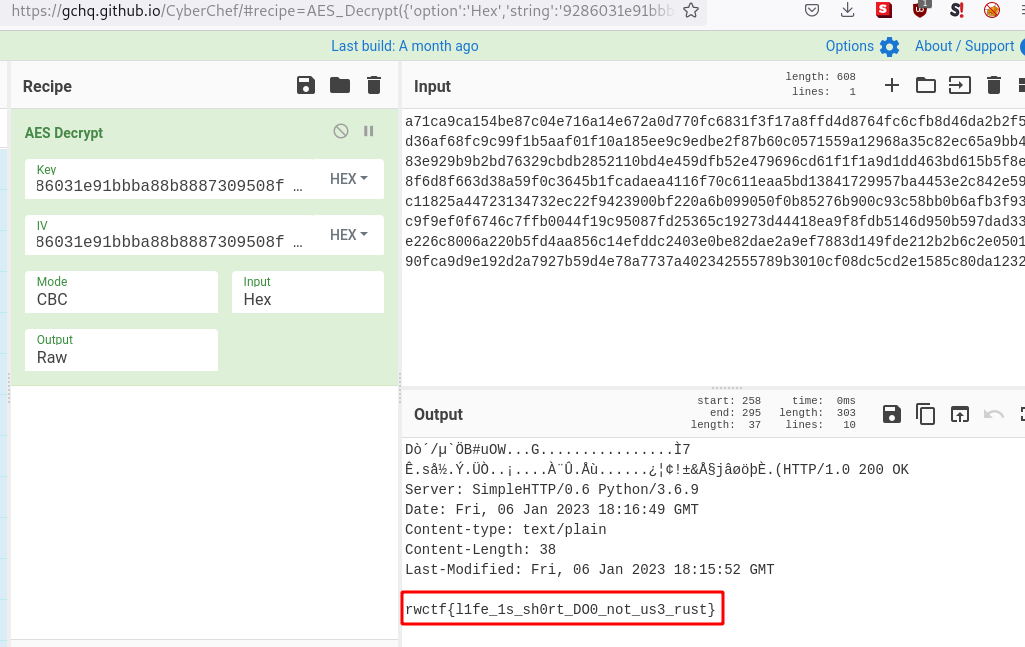 https://gchq.github.io/CyberChef/#recipe=AES_Decrypt({'option':'Hex','string':'9286031e91bbb
Last build: A month ago
Options
About / Support
Recipe
AES Decrypt
Key
86031e91bbba88b8887309508f …
HEX
IV
86031e91bbba88b8887309508f …
HEX
Mode
CBC
Input
Hex
Output
Raw
Input
length: 608
lines: 1
a71ca9ca154be87c04e716a14e672a0d770fc6831f3f17a8ffd4d8764fc6cfb8d46da2b2f5
d36af68fc9c99f1b5aaf01f10a185ee9c9edbe2f87b60c0571559a12968a35c82ec65a9bb4
83e929b9b2bd76329cbdb2852110bd4e459dfb52e479696cd61f1f1a9d1dd463bd615b5f8e
8f6d8f663d38a59f0c3645b1fcadaea4116f70c611eaa5bd13841729957ba4453e2c842e59
c11825a44723134732ec22f9423900bf220a6b099050f0b85276b900c93c58bb0b6afb3f93
c9f9ef0f6746c7ffb0044f19c95087fd25365c19273d44418ea9f8fdb5146d950b597dad33
e226c8006a220b5fd4aa856c14efddc2403e0be82dae2a9ef7883d149fde212b2b6c2e0501
90fca9d9e192d2a7927b59d4e78a7737a402342555789b3010cf08dc5cd2e1585c80da1232
Output
start: 258
end: 295
length: 37
time: 0ms
length: 303
lines: 10
Dò´/µ`ÖB#uOW...G................Ì7
Ê.så½.Ý.ÜÒ..¡....À¨Û.Åù......¿¦¢!±&Å§jâøöþÈ.(HTTP/1.0 200 OK
Server: SimpleHTTP/0.6 Python/3.6.9
Date: Fri, 06 Jan 2023 18:16:49 GMT
Content-type: text/plain
Content-Length: 38
Last-Modified: Fri, 06 Jan 2023 18:15:52 GMT
rwctf{l1fe_1s_sh0rt_DO0_not_us3_rust}